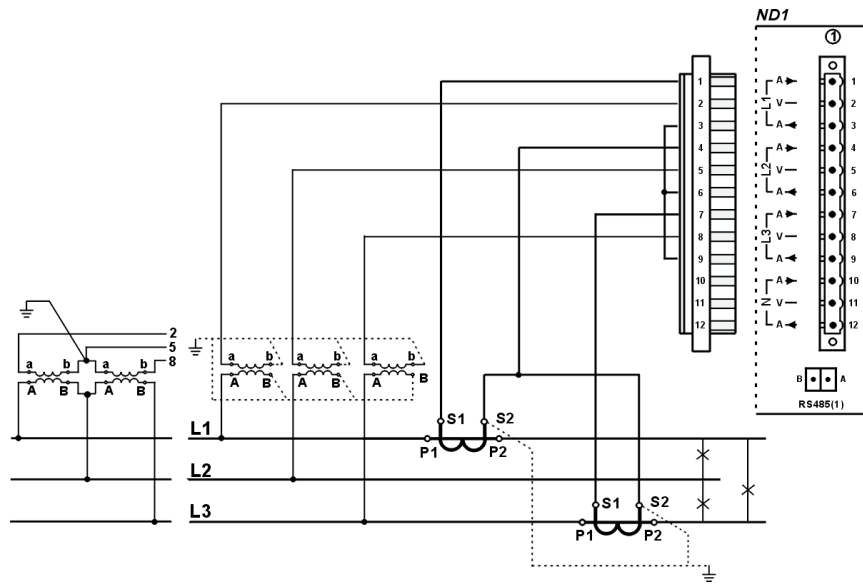 ND1
①
1
2
3
4
5
6
7
8
9
10
11
12
L1 A V A
L2 A V A
L3 A V A
N A V A
1
2
3
4
5
6
7
8
9
10
11
12
B A
RS485(1)
2
5
8
a b a b
A B A B
a b a b a b
A B A B A B
L1
S1 S2
P1 P2
L2
L3
S1 S2
P1 P2